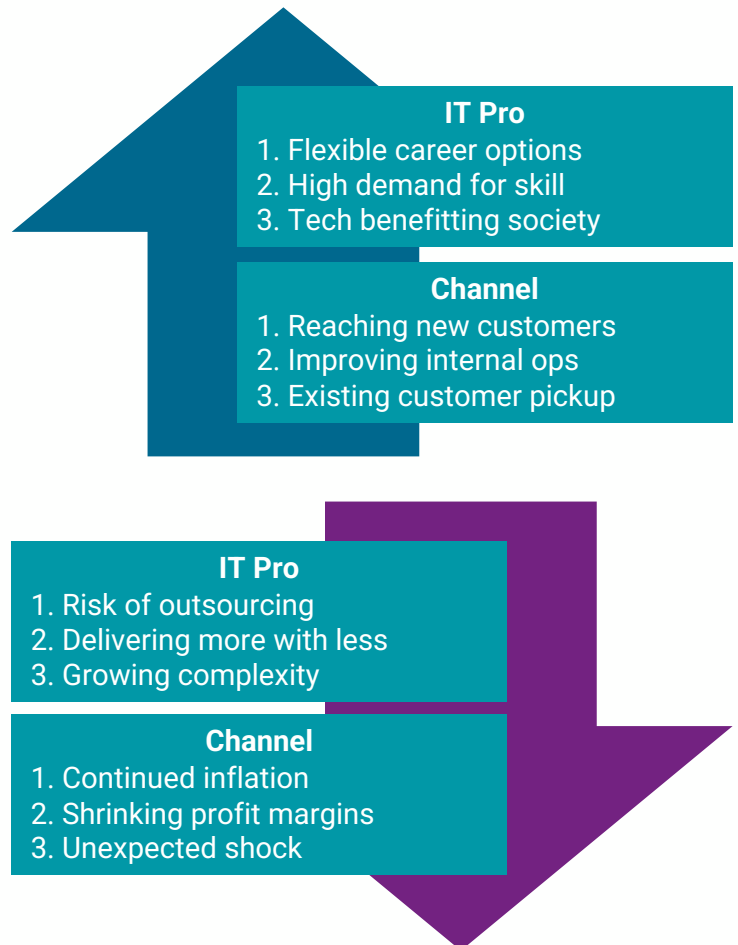 IT Pro
1. Flexible career options
2. High demand for skill
3. Tech benefitting society
Channel
1. Reaching new customers
2. Improving internal ops
3. Existing customer pickup
IT Pro
1. Risk of outsourcing
2. Delivering more with less
3. Growing complexity
Channel
1. Continued inflation
2. Shrinking profit margins
3. Unexpected shock